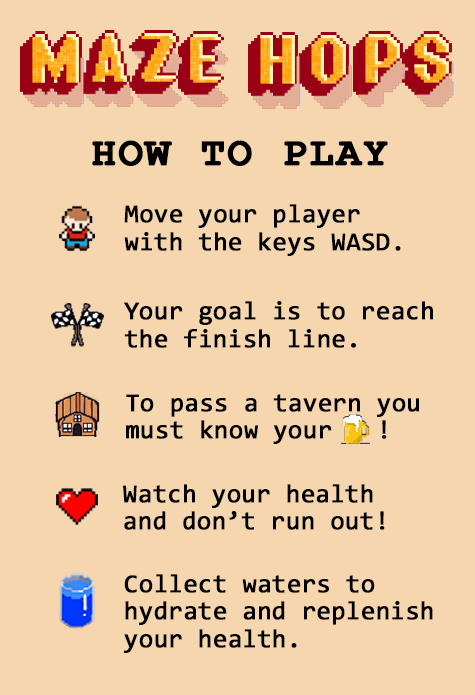 MAZE HOPS
HOW TO PLAY
Move your player
with the keys WASD.
Your goal is to reach
the finish line.
To pass a tavern you
must know your !
Watch your health
and don’t run out!
Collect waters to
hydrate and replenish
your health.